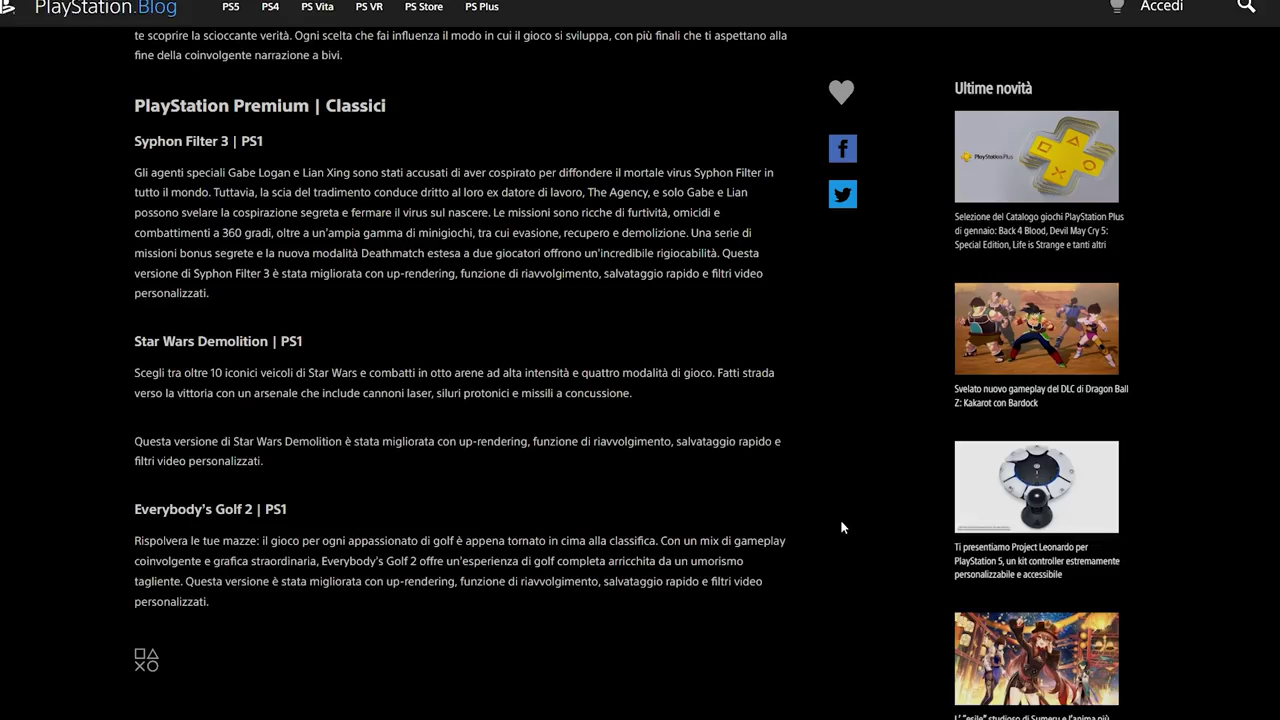 PlayStation.Blog
PS5 PS4 PS Vita PS VR PS Store PS Plus
Accedi
te scoprire la scioccante verità. Ogni scelta che fai influenza il modo in cui il gioco si sviluppa, con più finali che ti aspettano alla
fine della coinvolgente narrazione a bivi.
PlayStation Premium | Classici
Syphon Filter 3 | PS1
Gli agenti speciali Gabe Logan e Lian Xing sono stati accusati di aver cospirato per diffondere il mortale virus Syphon Filter in
tutto il mondo. Tuttavia, la scia del tradimento conduce dritto al loro ex datore di lavoro, The Agency, e solo Gabe e Lian
possono svelare la cospirazione segreta e fermare il virus sul nascere. Le missioni sono ricche di furtività, omicidi e
combattimenti a 360 gradi, oltre a un'ampia gamma di minigiochi, tra cui evasione, recupero e demolizione. Una serie di
missioni bonus segrete e la nuova modalità Deathmatch estesa a due giocatori offrono un'incredibile rigiocabilità. Questa
versione di Syphon Filter 3 è stata migliorata con up-rendering, funzione di riavvolgimento, salvataggio rapido e filtri video
personalizzati.
Star Wars Demolition | PS1
Scegli tra oltre 10 iconici veicoli di Star Wars e combatti in otto arene ad alta intensità e quattro modalità di gioco. Fatti strada
verso la vittoria con un arsenale che include cannoni laser, siluri protonici e missili a concussione.
Questa versione di Star Wars Demolition è stata migliorata con up-rendering, funzione di riavvolgimento, salvataggio rapido e
filtri video personalizzati.
Everybody's Golf 2 | PS1
Rispolvera le tue mazze: il gioco per ogni appassionato di golf è appena tornato in cima alla classifica. Con un mix di gameplay
coinvolgente e grafica straordinaria, Everybody's Golf 2 offre un'esperienza di golf completa arricchita da un umorismo
tagliente. Questa versione è stata migliorata con up-rendering, funzione di riavvolgimento, salvataggio rapido e filtri video
personalizzati.
Ultime novità
PlayStation.Plus
Selezione del Catalogo giochi PlayStation Plus
di gennaio: Back 4 Blood, Devil May Cry 5:
Special Edition, Life is Strange e tanti altri
Svelato nuovo gameplay del DLC di Dragon Ball
Z: Kakarot con Bardock
Ti presentiamo Project Leonardo per
PlayStation 5, un kit controller estremamente
personalizzabile e accessibile
L' "esile" studioso di Sumeru e l'anima più